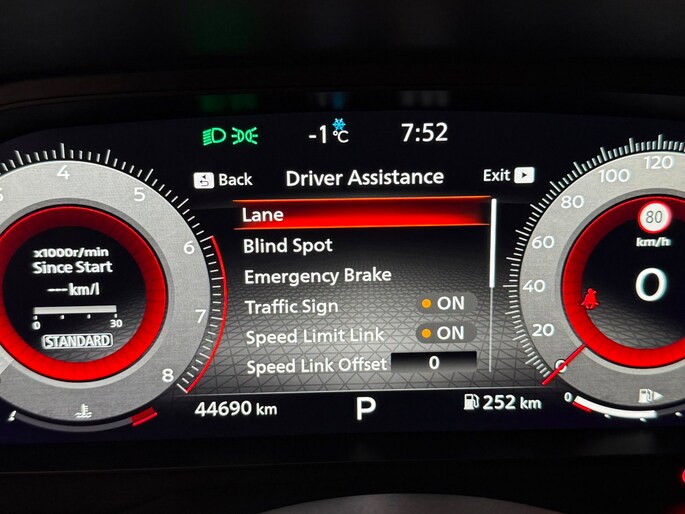 -1°C
7:52
Back
Driver Assistance
Exit
Lane
Blind Spot
Emergency Brake
Traffic Sign ON
Speed Limit Link ON
Speed Link Offset 0
4
6
7
8
x1000r/min
Since Start
---km/l
0 30
STANDARD
120
100
80
60
40
20
0
80
km/h
0
44690 km
P
252 km
0